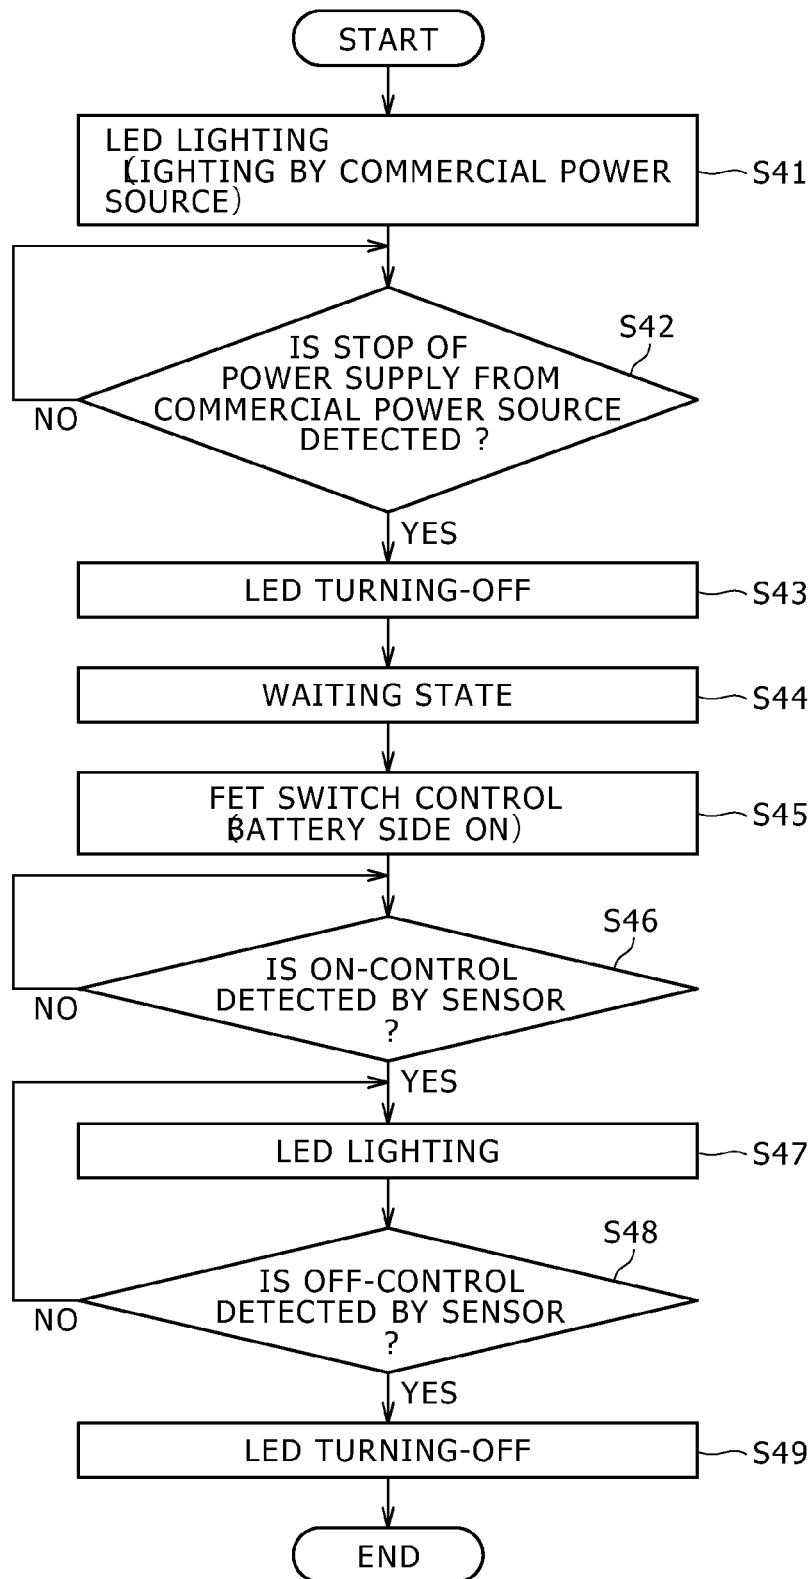 START
LED LIGHTING
(LIGHTING BY COMMERCIAL POWER
SOURCE)
S41
S42
IS STOP OF
POWER SUPPLY FROM
COMMERCIAL POWER SOURCE
DETECTED ?
NO
YES
LED TURNING-OFF
S43
WAITING STATE
S44
FET SWITCH CONTROL
(BATTERY SIDE ON)
S45
S46
IS ON-CONTROL
DETECTED BY SENSOR
?
NO
YES
LED LIGHTING
S47
S48
IS OFF-CONTROL
DETECTED BY SENSOR
?
NO
YES
LED TURNING-OFF
S49
END